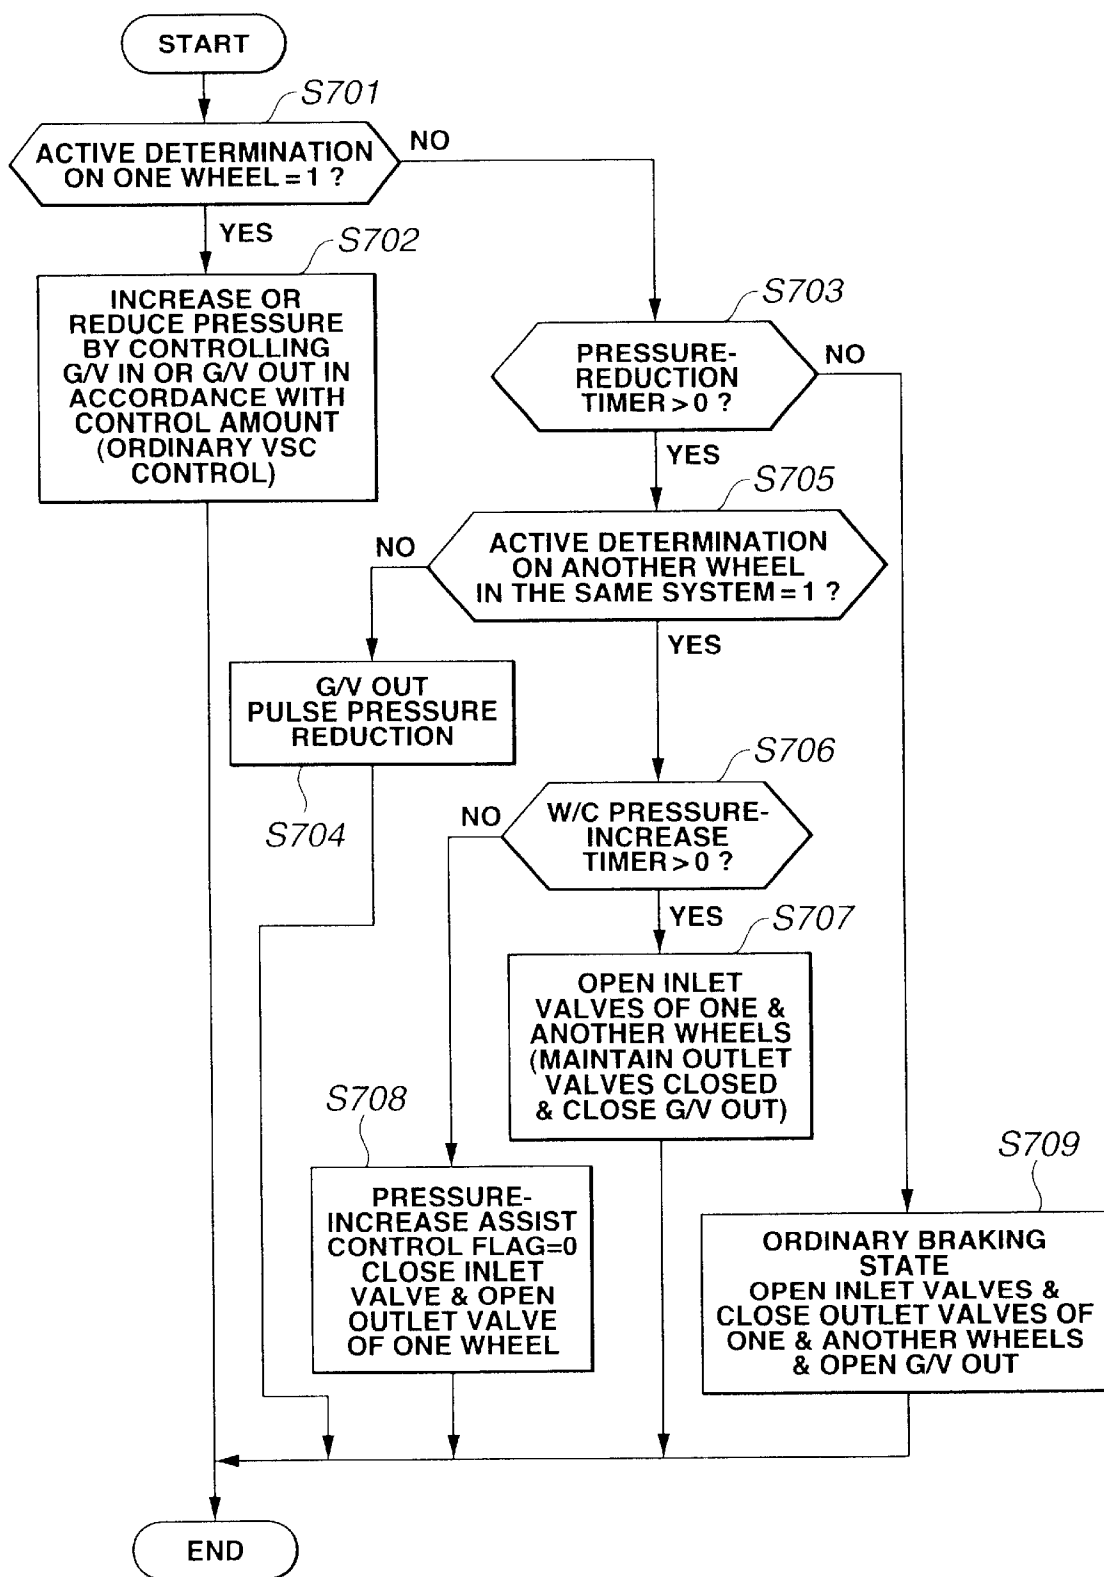 START
S701
ACTIVE DETERMINATION
ON ONE WHEEL = 1 ?
NO
YES
S702
INCREASE OR
REDUCE PRESSURE
BY CONTROLLING
G/V IN OR G/V OUT IN
ACCORDANCE WITH
CONTROL AMOUNT
(ORDINARY VSC
CONTROL)
S703
PRESSURE-
REDUCTION
TIMER > 0 ?
NO
YES
S705
ACTIVE DETERMINATION
ON ANOTHER WHEEL
IN THE SAME SYSTEM = 1 ?
NO
YES
G/V OUT
PULSE PRESSURE
REDUCTION
S704
S706
W/C PRESSURE-
INCREASE
TIMER > 0 ?
NO
YES
S707
OPEN INLET
VALVES OF ONE &
ANOTHER WHEELS
(MAINTAIN OUTLET
VALVES CLOSED
& CLOSE G/V OUT)
S708
PRESSURE-
INCREASE ASSIST
CONTROL FLAG=0
CLOSE INLET
VALVE & OPEN
OUTLET VALVE
OF ONE WHEEL
S709
ORDINARY BRAKING
STATE
OPEN INLET VALVES &
CLOSE OUTLET VALVES OF
ONE & ANOTHER WHEELS
& OPEN G/V OUT
END